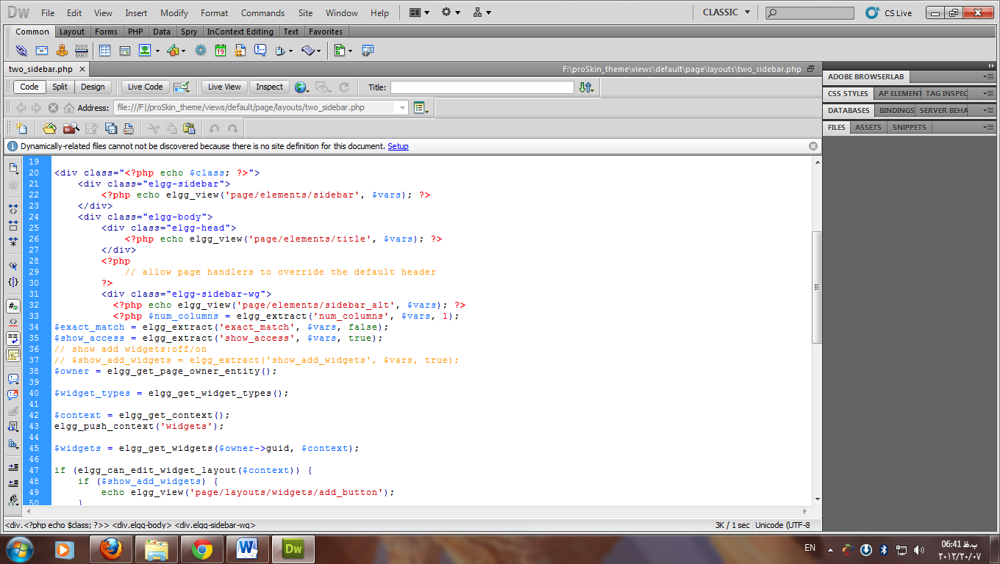 Dw File Edit View Insert Modify Format Commands Site Window Help CLASSIC CS Live
Common Layout Forms PHP Data Spry InContext Editing Text Favorites
two_sidebar.php F:\proSkin_theme\views\default\page\layouts\two_sidebar.php
Code Split Design Live Code Live View Inspect Title:
Address: file:///F|/proSkin_theme/views/default/page/layouts/two_sidebar.php
Dynamically-related files cannot not be discovered because there is no site definition for this document. Setup
19
20 <div class="<?php echo $class; ?>">
21 <div class="elgg-sidebar">
22 <?php echo elgg_view('page/elements/sidebar', $vars); ?>
23 </div>
24 <div class="elgg-body">
25 <div class="elgg-head">
26 <?php echo elgg_view('page/elements/title', $vars); ?>
27 </div>
28 <?php
29 // allow page handlers to override the default header
30 ?>
31 <div class="elgg-sidebar-wg">
32 <?php echo elgg_view('page/elements/sidebar_alt', $vars); ?>
33 <?php $num_columns = elgg_extract('num_columns', $vars, 1);
34 $exact_match = elgg_extract('exact_match', $vars, false);
35 $show_access = elgg_extract('show_access', $vars, true);
36 // show add widgets:off/on
37 // $show_add_widgets = elgg_extract('show_add_widgets', $vars, true);
38 $owner = elgg_get_page_owner_entity();
39
40 $widget_types = elgg_get_widget_types();
41
42 $context = elgg_get_context();
43 elgg_push_context('widgets');
44
45 $widgets = elgg_get_widgets($owner->guid, $context);
46
47 if (elgg_can_edit_widget_layout($context)) {
48 if ($show_add_widgets) {
49 echo elgg_view('page/layouts/widgets/add_button');
50 }
<div.<?php echo $class; ?>> <div.elgg-body> <div.elgg-sidebar-wg> 3K / 1 sec Unicode (UTF-8
ADOBE BROWSERLAB
CSS STYLES AP ELEMENT TAG INSPEC
DATABASES BINDINGS SERVER BEHA
FILES ASSETS SNIPPETS
Dw EN 06:41 ب.ظ
٢٠١٢/٢٠/٠٧